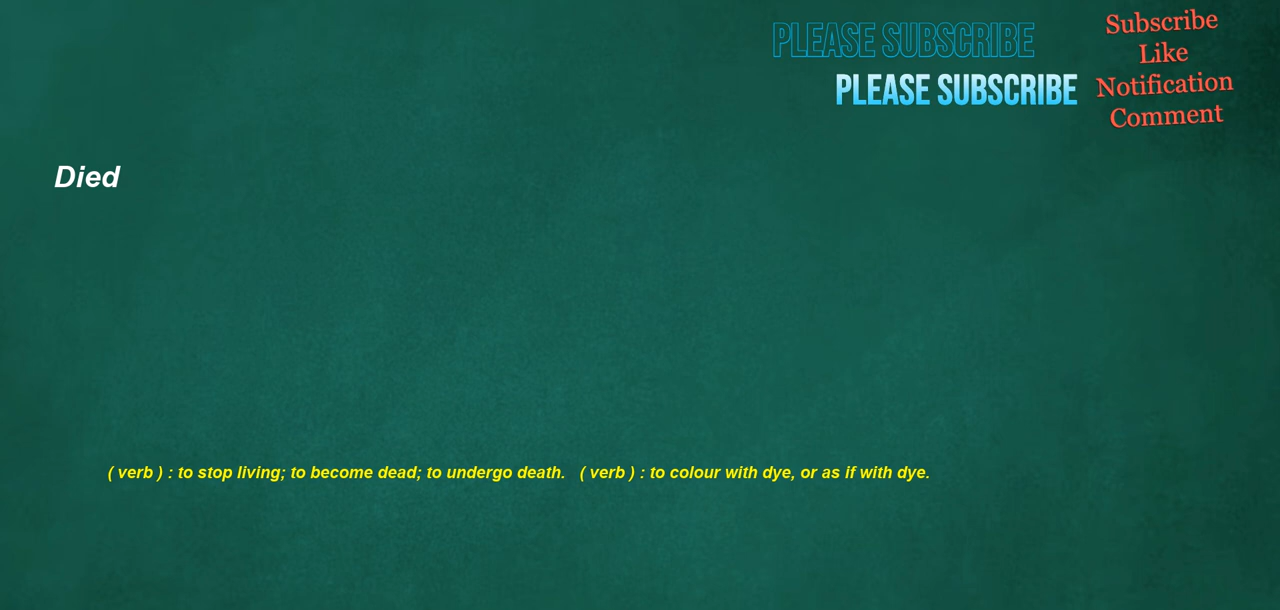 PLEASE SUBSCRIBE
PLEASE SUBSCRIBE
Subscribe
Like
Notification
Comment
Died
( verb ) : to stop living; to become dead; to undergo death.   ( verb ) : to colour with dye, or as if with dye.